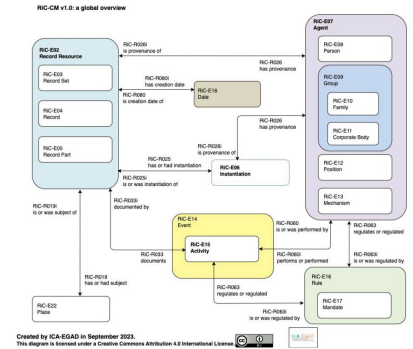 RiC-CM v1.0: a global overview
RiC-E02
Record Resource
RiC-E03
Record Set
RiC-E04
Record
RiC-E05
Record Part
RiC-R026i
is provenance of
RiC-R026
has provenance
RiC-R080i
has creation date
RiC-R080
is creation date of
RiC-E18
Date
RiC-R026
has provenance
RiC-R026i
is provenance of
RiC-R025
has or had instantiation
RiC-R025i
is or was instantiation of
RiC-E06
Instantiation
RiC-E07
Agent
RiC-E08
Person
RiC-E09
Group
RiC-E10
Family
RiC-E11
Corporate Body
RiC-E12
Position
RiC-E13
Mechanism
RiC-R019i
is or was subject of
RiC-R033i
documented by
RiC-E14
Event
RiC-E15
Activity
RiC-R060
is or was performed by
RiC-R033
documents
RiC-R060i
performs or performed
RiC-R063
regulates or regulated
RiC-R063i
is or was regulated by
RiC-R019
has or had subject
RiC-R063
regulates or regulated
RiC-R063i
is or was regulated by
RiC-E16
Rule
RiC-E17
Mandate
RiC-E22
Place
Created by ICA-EGAD in September 2023.
This diagram is licensed under a Creative Commons Attribution 4.0 International License.